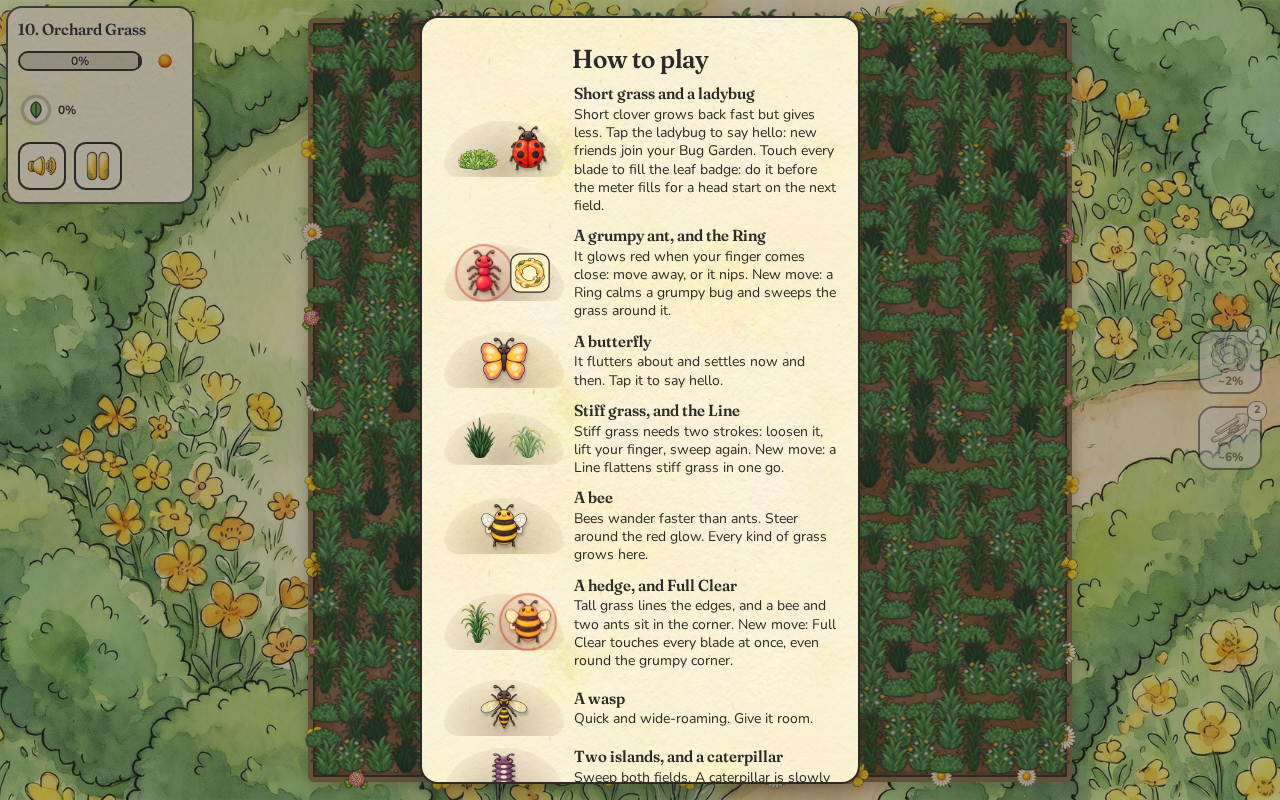 10. Orchard Grass
0%
0%
How to play
Short grass and a ladybug
Short clover grows back fast but gives
less. Tap the ladybug to say hello: new
friends join your Bug Garden. Touch every
blade to fill the leaf badge: do it before
the meter fills for a head start on the next
field.
A grumpy ant, and the Ring
It glows red when your finger comes
close: move away, or it nips. New move: a
Ring calms a grumpy bug and sweeps the
grass around it.
A butterfly
It flutters about and settles now and
then. Tap it to say hello.
Stiff grass, and the Line
Stiff grass needs two strokes: loosen it,
lift your finger, sweep again. New move: a
Line flattens stiff grass in one go.
A bee
Bees wander faster than ants. Steer
around the red glow. Every kind of grass
grows here.
A hedge, and Full Clear
Tall grass lines the edges, and a bee and
two ants sit in the corner. New move: Full
Clear touches every blade at once, even
round the grumpy corner.
A wasp
Quick and wide-roaming. Give it room.
Two islands, and a caterpillar
Sweep both fields. A caterpillar is slowly
1
~2%
2
~6%